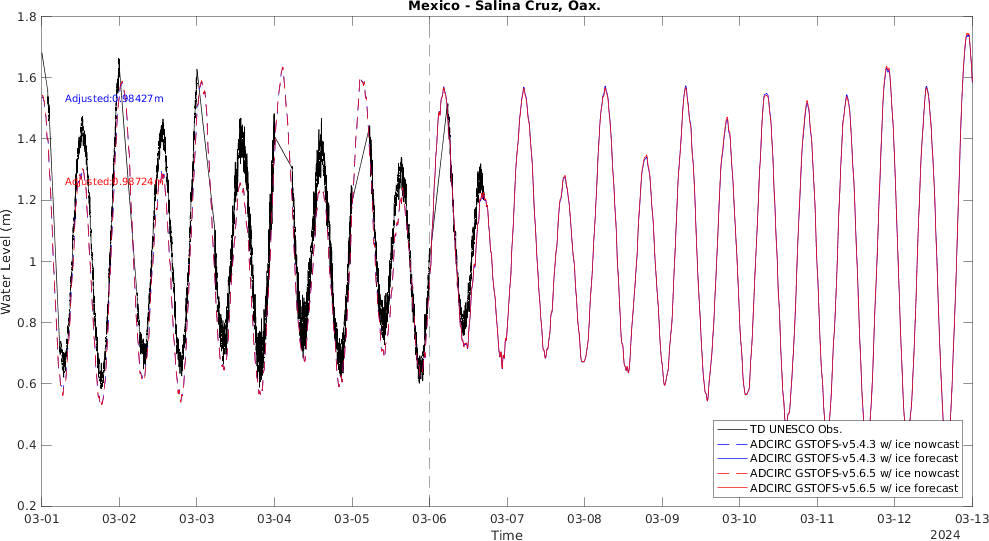 Mexico - Salina Cruz, Oax.
1.8
1.6
1.4
1.2
1
0.8
0.6
0.4
0.2
Water Level (m)
Adjusted:0.98427m
Adjusted:0.93724m
TD UNESCO Obs.
ADCIRC GSTOFS-v5.4.3 w/ ice nowcast
ADCIRC GSTOFS-v5.4.3 w/ ice forecast
ADCIRC GSTOFS-v5.6.5 w/ ice nowcast
ADCIRC GSTOFS-v5.6.5 w/ ice forecast
03-01 03-02 03-03 03-04 03-05 03-06 03-07 03-08 03-09 03-10 03-11 03-12 03-13
Time
2024